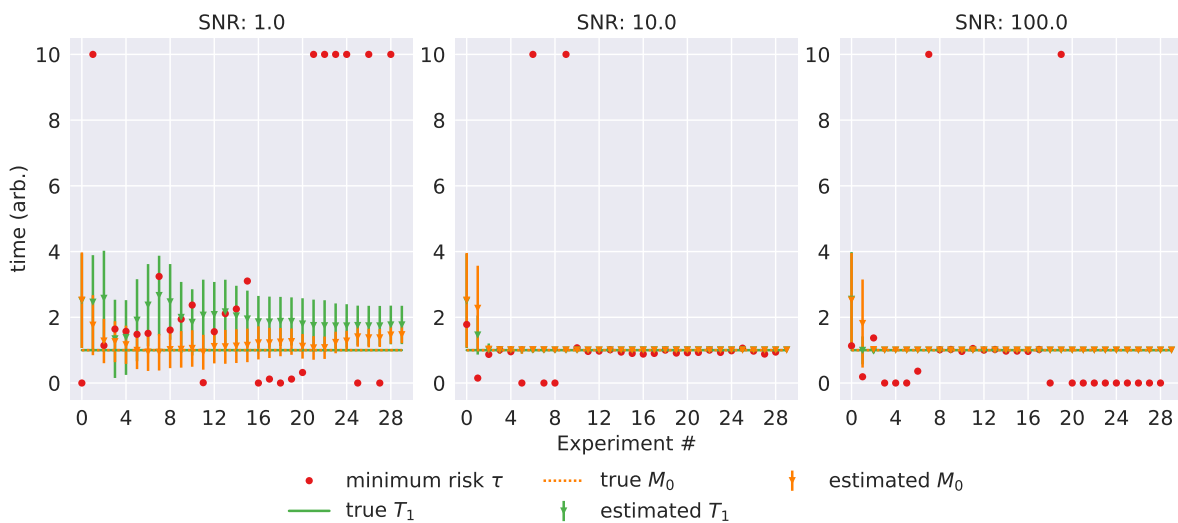 SNR: 1.0 SNR: 10.0 SNR: 100.0
10 10 10
8 8 8
6 6 6
4 4 4
2 2 2
0 0 0
time (arb.)
0 4 8 12 16 20 24 28 0 4 8 12 16 20 24 28 0 4 8 12 16 20 24 28
Experiment #
minimum risk τ true M₀ estimated M₀
true T₁ estimated T₁